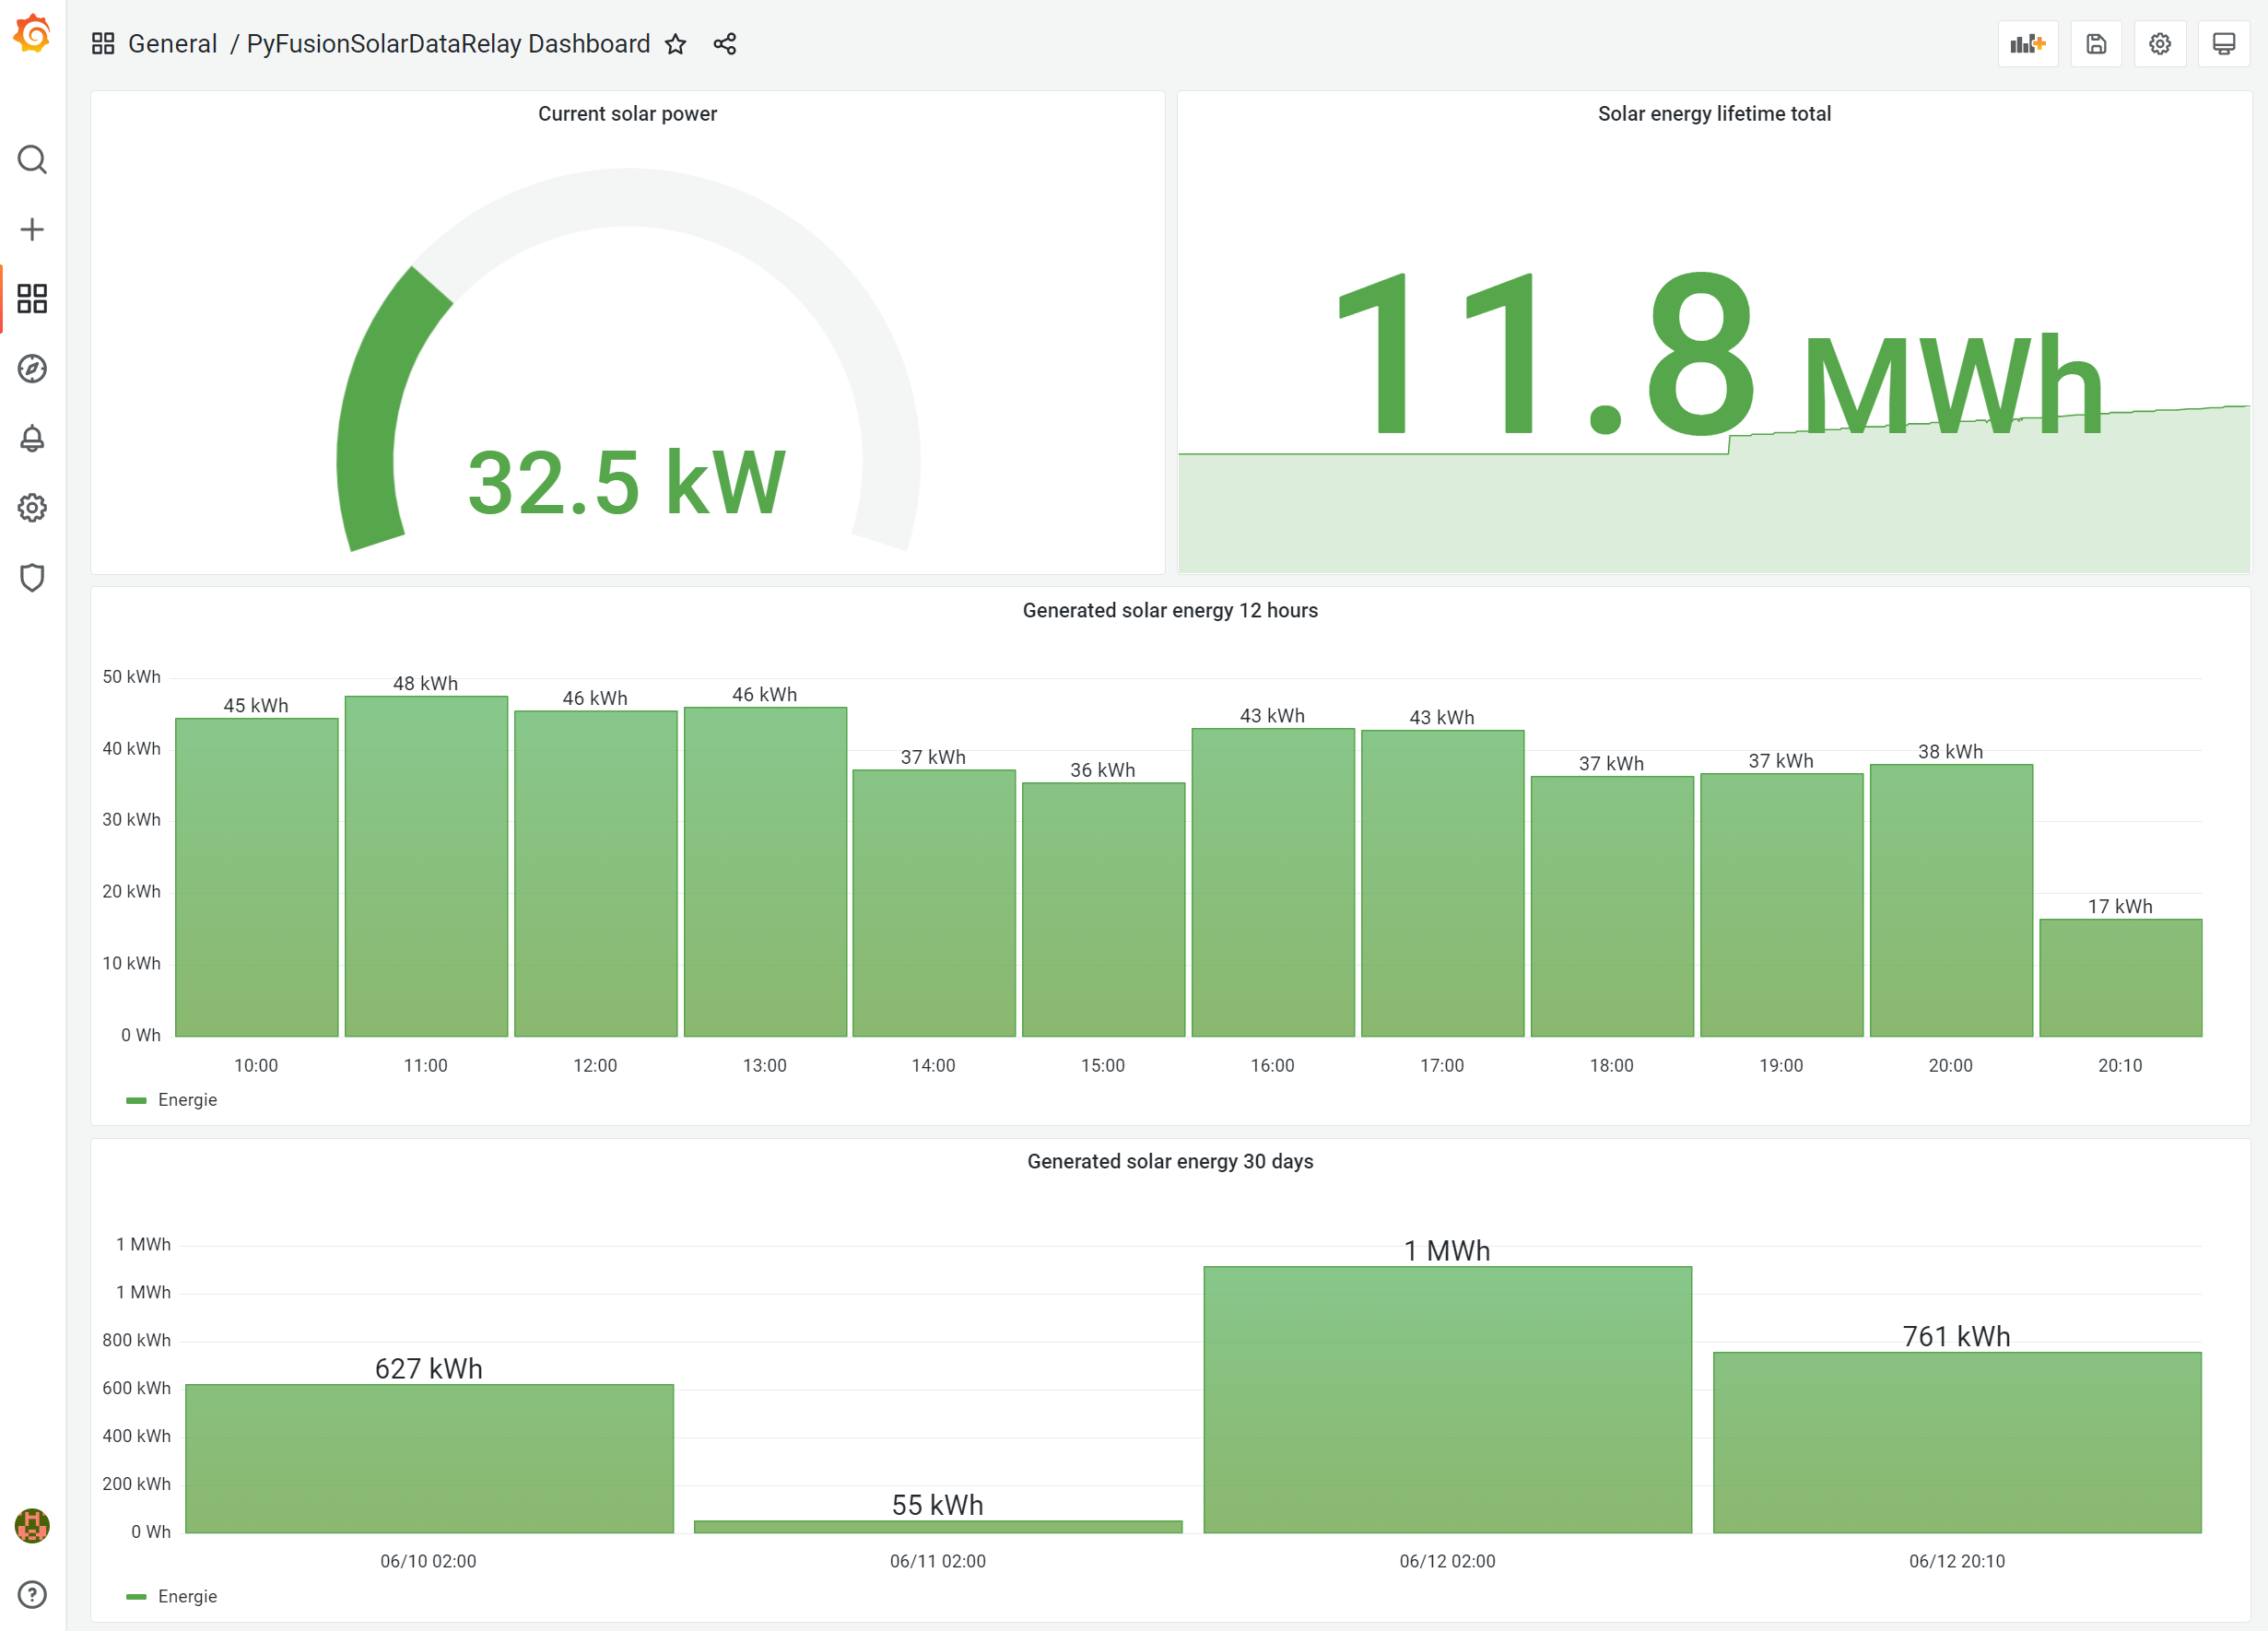 General / PyFusionSolarDataRelay Dashboard
Current solar power
32.5 kW
Solar energy lifetime total
11.8 MWh
Generated solar energy 12 hours
50 kWh
40 kWh
30 kWh
20 kWh
10 kWh
0 Wh
45 kWh
48 kWh
46 kWh
46 kWh
37 kWh
36 kWh
43 kWh
43 kWh
37 kWh
37 kWh
38 kWh
17 kWh
10:00
11:00
12:00
13:00
14:00
15:00
16:00
17:00
18:00
19:00
20:00
20:10
Energie
Generated solar energy 30 days
1 MWh
1 MWh
800 kWh
600 kWh
400 kWh
200 kWh
0 Wh
627 kWh
55 kWh
1 MWh
761 kWh
06/10 02:00
06/11 02:00
06/12 02:00
06/12 20:10
Energie